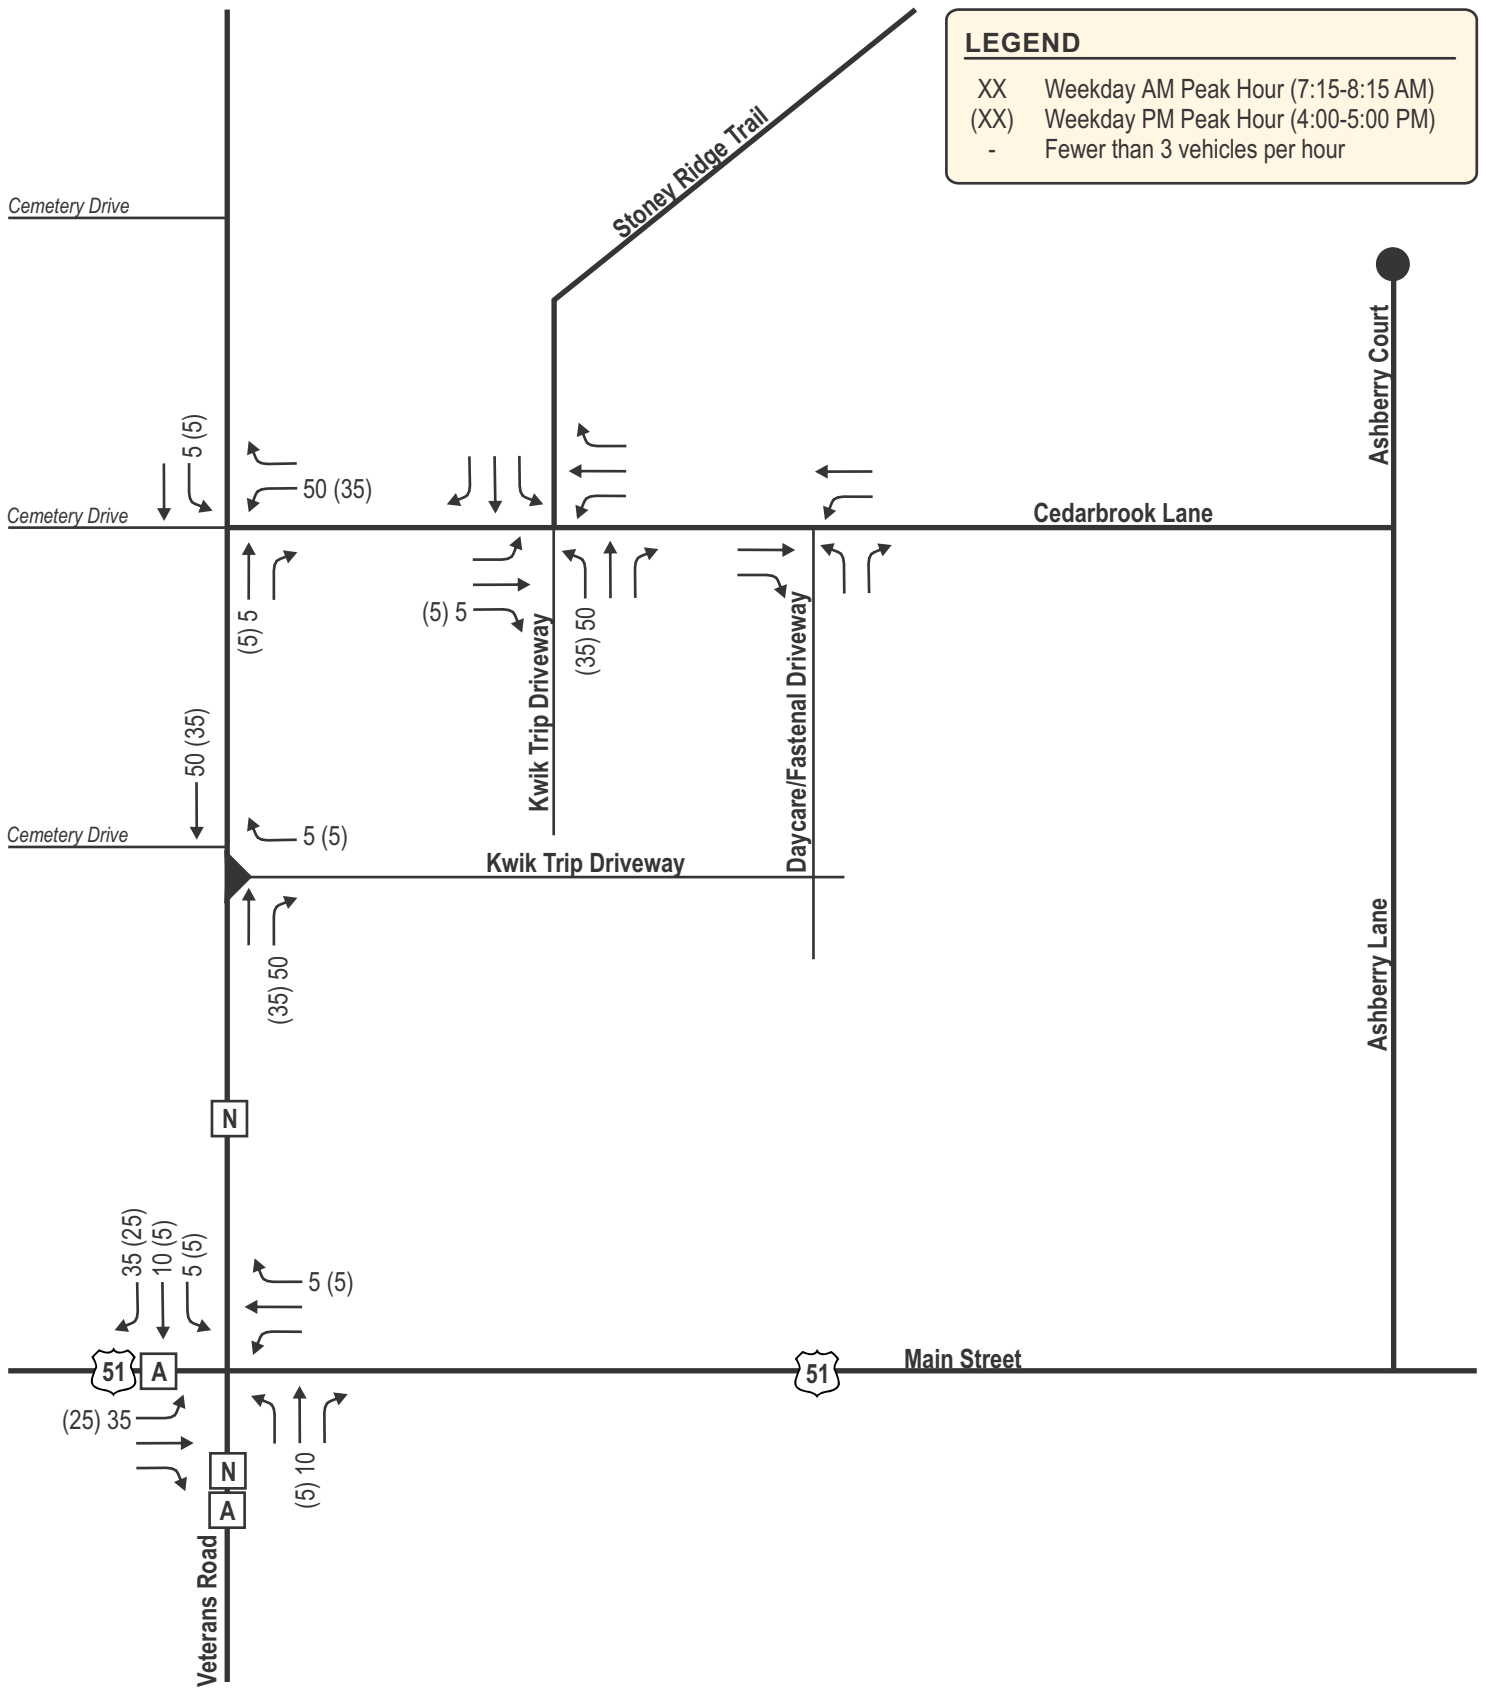 LEGEND
XX Weekday AM Peak Hour (7:15-8:15 AM)
(XX) Weekday PM Peak Hour (4:00-5:00 PM)
- Fewer than 3 vehicles per hour
Stoney Ridge Trail
Cemetery Drive
Ashberry Court
5 (5)
50 (35)
Cemetery Drive
Cedarbrook Lane
(5) 5
(5) 5
(35) 50
Kwik Trip Driveway
Daycare/Fastenal Driveway
50 (35)
Cemetery Drive
5 (5)
Kwik Trip Driveway
(35) 50
Ashberry Lane
N
35 (25)
10 (5)
5 (5)
5 (5)
51
A
51
Main Street
(25) 35
(5) 10
N
A
Veterans Road